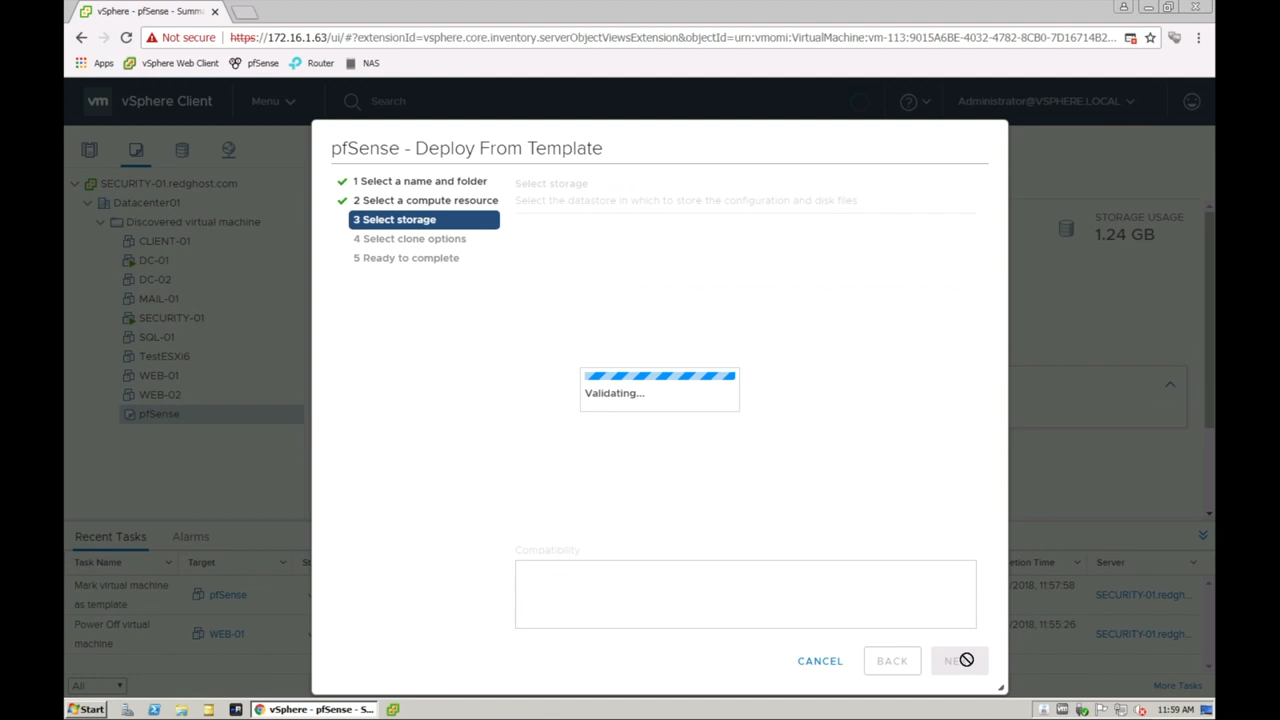 vSphere - pfSense - Summ
Not secure
https://172.16.1.63/ui/#?extensionId=vsphere.core.inventory.serverObjectViewsExtension&objectId=urn:vmomi:VirtualMachine:vm-113:9015A6BE-4032-4782-8CB0-7D16714B2...
Apps
vSphere Web Client
pfSense
Router
NAS
vm
vSphere Client
Menu
Search
Administrator@VSPHERE.LOCAL
SECURITY-01.redghost.com
Datacenter01
Discovered virtual machine
CLIENT-01
DC-01
DC-02
MAIL-01
SECURITY-01
SQL-01
TestESXi6
WEB-01
WEB-02
pfSense
pfSense - Deploy From Template
1 Select a name and folder
2 Select a compute resource
3 Select storage
4 Select clone options
5 Ready to complete
Select storage
Select the datastore in which to store the configuration and disk files
Validating...
Compatibility
CANCEL
BACK
STORAGE USAGE
1.24 GB
Recent Tasks
Alarms
Task Name
Target
St
etion Time
Server
Mark virtual machine
as template
pfSense
/2018, 11:57:58
SECURITY-01.redgh...
Power Off virtual
machine
WEB-01
/2018, 11:55:26
SECURITY-01.redgh...
All
More Tasks
Start
vSphere - pfSense - S...
11:59 AM